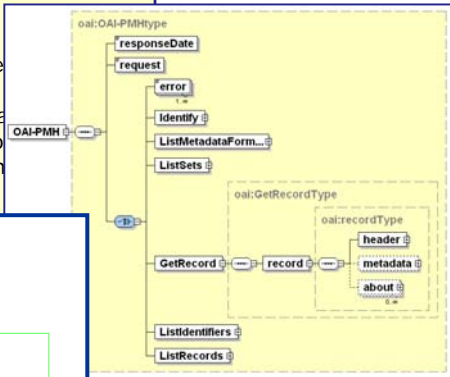 oai:OAI-PMHtype
responseDate
request
error
1..∞
Identify
OAI-PMH
ListMetadataForm...
ListSets
oai:GetRecordType
oai:recordType
header
GetRecord
record
metadata
about
0..∞
ListIdentifiers
ListRecords